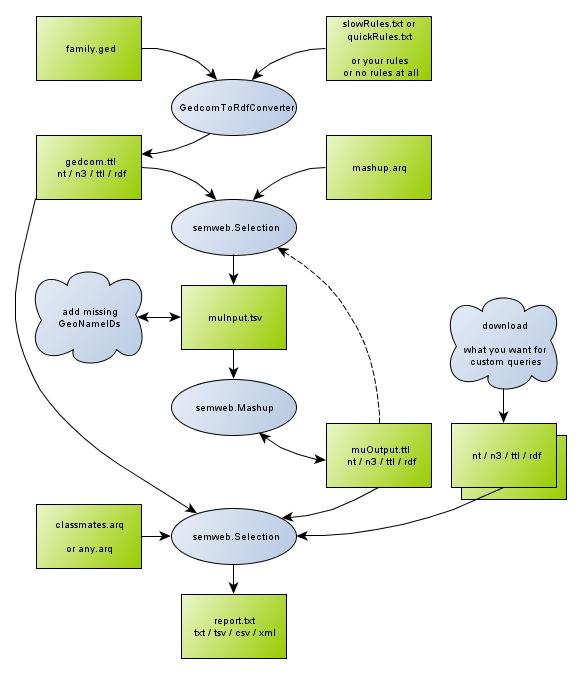 family.ged
slowRules.txt or
quickRules.txt
or your rules
or no rules at all
GedcomToRdfConverter
gedcom.ttl
nt / n3 / ttl / rdf
mashup.arq
semweb.Selection
add missing
GeoNameIDs
muInput.tsv
download
what you want for
custom queries
semweb.Mashup
muOutput.ttl
nt / n3 / ttl / rdf
nt / n3 / ttl / rdf
classmates.arq
or any.arq
semweb.Selection
report.txt
txt / tsv / csv / xml